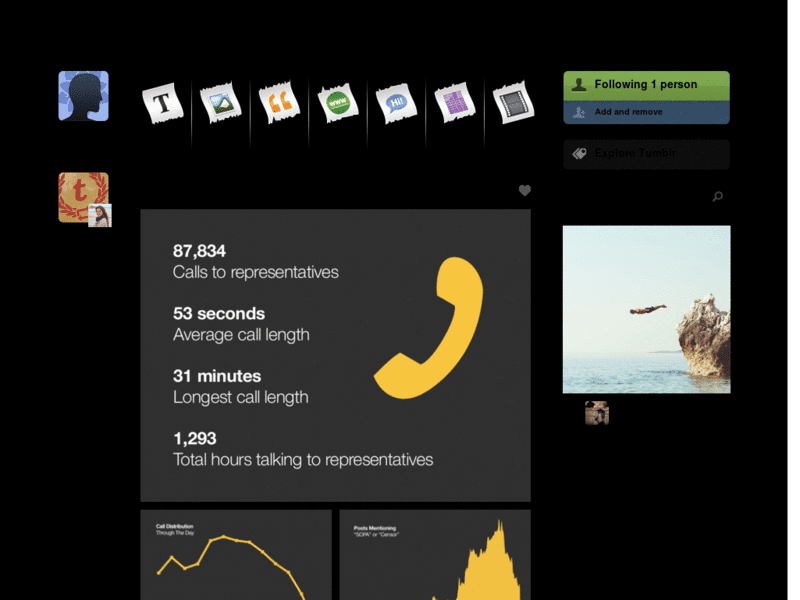 T
www
Hi!
Following 1 person
Add and remove
Explore Tumblr
t
87,834
Calls to representatives
53 seconds
Average call length
31 minutes
Longest call length
1,293
Total hours talking to representatives
Call Distribution
Through The Day
Posts Mentioning
"SOPA" or "Censor"